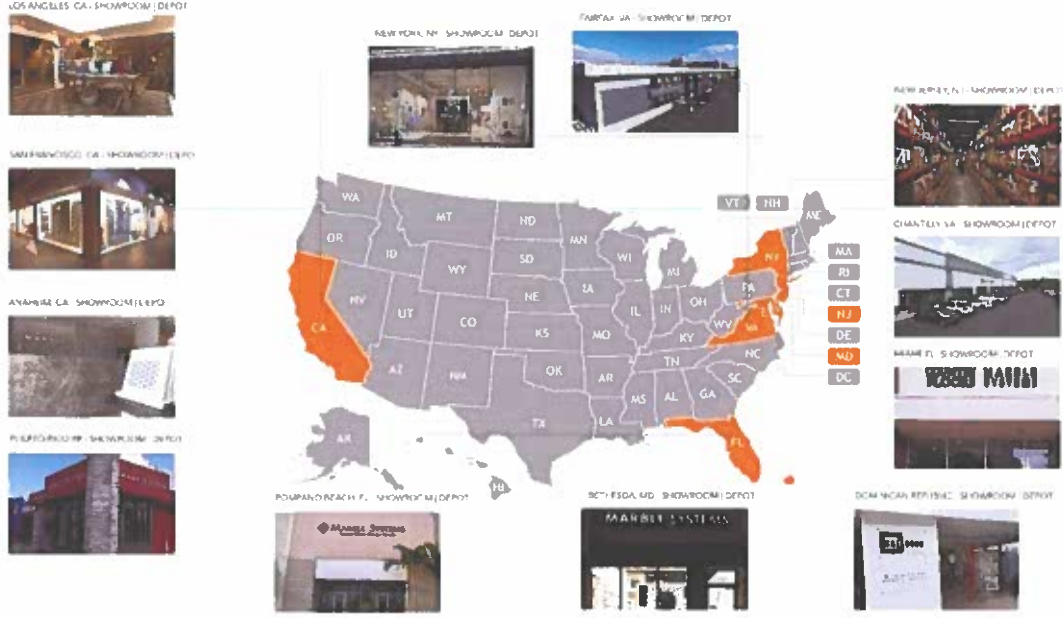 LOS ANGELES, CA - SHOWROOM | DEPOT
NEW YORK, NY - SHOWROOM | DEPOT
FAIRFAX, VA - SHOWROOM | DEPOT
NEW JERSEY, NJ - SHOWROOM | DEPOT
SAN FRANCISCO, CA - SHOWROOM | DEPOT
CHANTILLY, VA - SHOWROOM | DEPOT
ANAHEIM, CA - SHOWROOM | DEPOT
MIAMI, FL - SHOWROOM | DEPOT
MARBLE SYSTEMS
PUERTO RICO, PR - SHOWROOM | DEPOT
POMPANO BEACH, FL - SHOWROOM | DEPOT
MARBLE SYSTEMS
BETHESDA, MD - SHOWROOM | DEPOT
MARBLE SYSTEMS
DOMINICAN REPUBLIC - SHOWROOM | DEPOT
WA
MT
ND
MN
VT
NH
ME
OR
ID
WY
SD
WI
MI
NY
MA
RI
CT
NJ
DE
MD
DC
NV
UT
CO
NE
IA
IL
IN
OH
PA
CA
KS
MO
KY
WV
VA
AZ
NM
OK
AR
TN
NC
SC
TX
LA
MS
AL
GA
FL
AK
HI